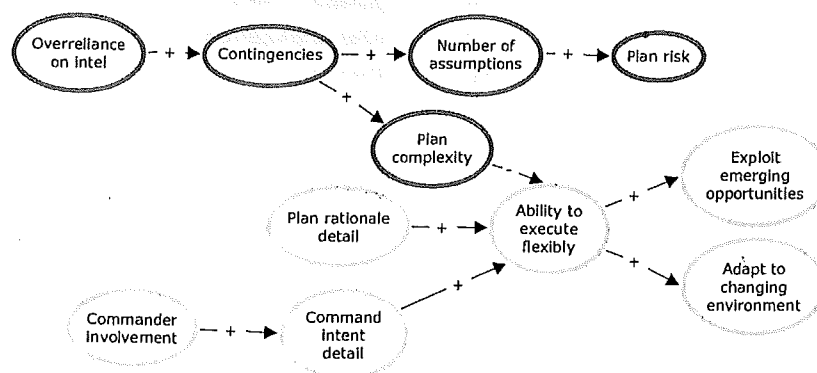 Overreliance
on intel
+
Contingencies
+
Number of
assumptions
+
Plan risk
+
Plan
complexity
-
Exploit
emerging
opportunities
+
Plan rationale
detail
+
Ability to
execute
flexibly
+
Adapt to
changing
environment
+
Commander
Involvement
+
Command
intent
detail